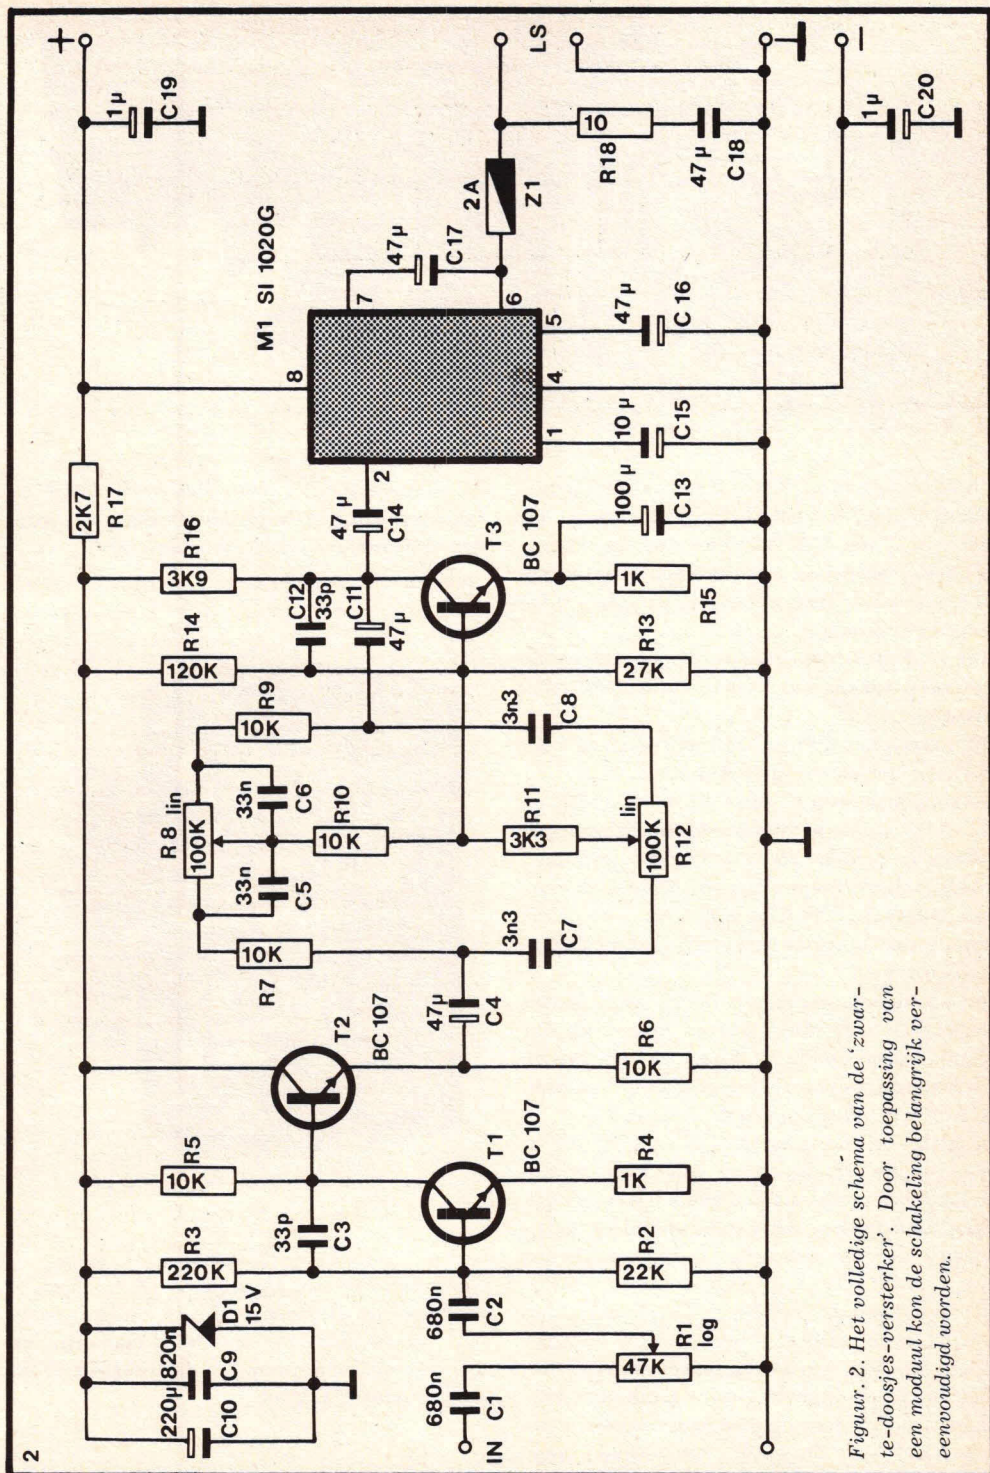 2
+
1µ
C19
LS
–
1µ
C20
10
R18
47µ
C18
2A
Z1
M1 SI 1020G
47µ
C17
7
6
5
8
4
1
2
47µ
C16
10µ
C15
100µ
C13
2K7
R17
R16
3K9
47µ
C14
T3
BC 107
1K
R15
R14
120K
C12
33p
C11
47µ
R13
27K
R9
10K
3n3
C8
R8 lin
100K
33n
C6
33n
C5
R10
10K
R11
3K3
lin
100K
R12
R7
10K
3n3
C7
47µ
C4
T2
BC 107
R6
10K
R5
10K
T1
BC 107
R4
1K
R3
220K
33p
C3
R2
22K
D1
15V
820n
C9
220µ
C10
680n
C2
R1
log
47K
680n
C1
IN
Figuur. 2. Het volledige schema van de 'zwar-
te-doosjes-versterker'. Door toepassing van
een moduul kon de schakeling belangrijk ver-
eenvoudigd worden.